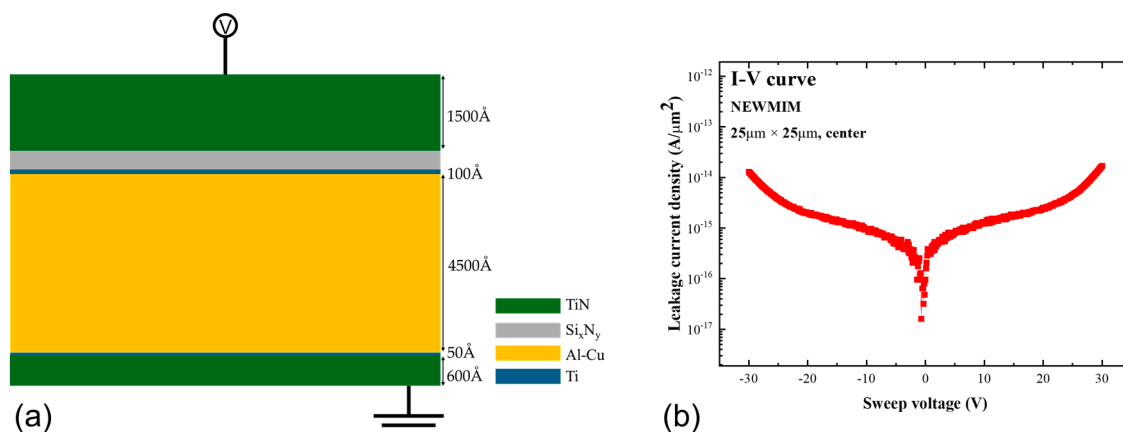 V
1500Å
100Å
4500Å
50Å
600Å
TiN
SiₓNᵧ
Al-Cu
Ti
(a)
I-V curve
NEWMIM
25μm × 25μm, center
Leakage current density (A/μm²)
10⁻¹²
10⁻¹³
10⁻¹⁴
10⁻¹⁵
10⁻¹⁶
10⁻¹⁷
-30 -20 -10 0 10 20 30
Sweep voltage (V)
(b)